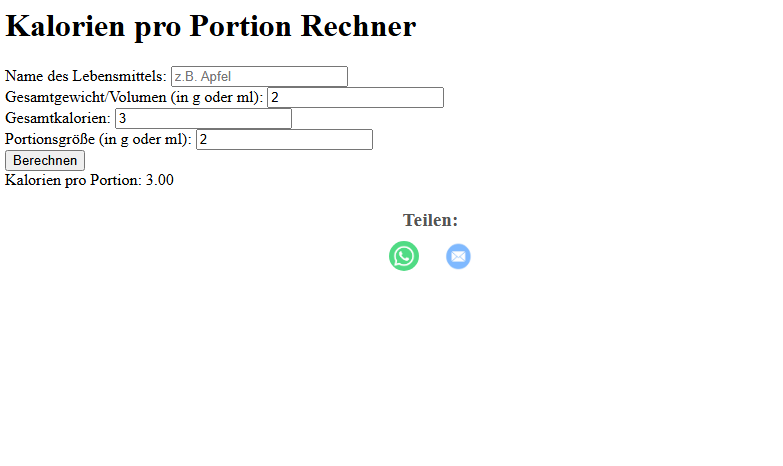 Kalorien pro Portion Rechner
Name des Lebensmittels: z.B. Apfel
Gesamtgewicht/Volumen (in g oder ml): 2
Gesamtkalorien: 3
Portionsgröße (in g oder ml): 2
Berechnen
Kalorien pro Portion: 3.00
Teilen: